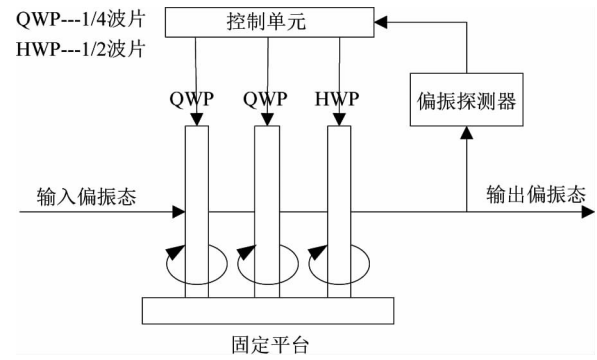 QWP---1/4波片
控制单元
HWP---1/2波片
QWP
QWP
HWP
偏振探测器
输入偏振态
输出偏振态
固定平台